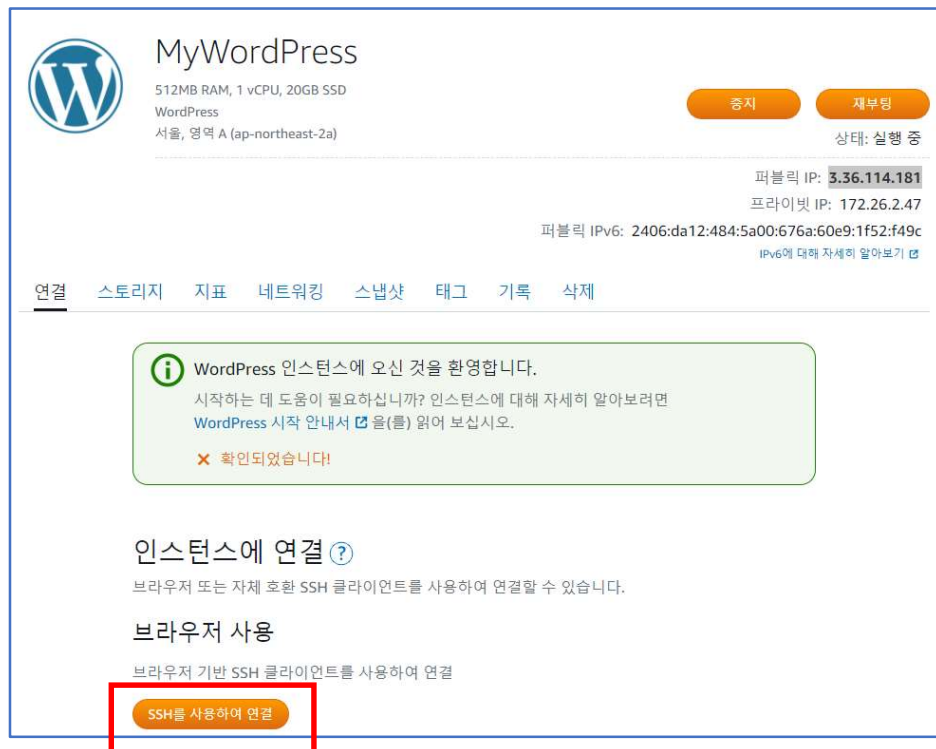 MyWordPress
512MB RAM, 1 vCPU, 20GB SSD
WordPress
서울, 영역 A (ap-northeast-2a)
중지
재부팅
상태: 실행 중
퍼블릭 IP: 3.36.114.181
프라이빗 IP: 172.26.2.47
퍼블릭 IPv6: 2406:da12:484:5a00:676a:60e9:1f52:f49c
IPv6에 대해 자세히 알아보기
연결 스토리지 지표 네트워킹 스냅샷 태그 기록 삭제
WordPress 인스턴스에 오신 것을 환영합니다.
시작하는 데 도움이 필요하십니까? 인스턴스에 대해 자세히 알아보려면
WordPress 시작 안내서 을(를) 읽어 보십시오.
확인되었습니다!
인스턴스에 연결 ?
브라우저 또는 자체 호환 SSH 클라이언트를 사용하여 연결할 수 있습니다.
브라우저 사용
브라우저 기반 SSH 클라이언트를 사용하여 연결
SSH를 사용하여 연결